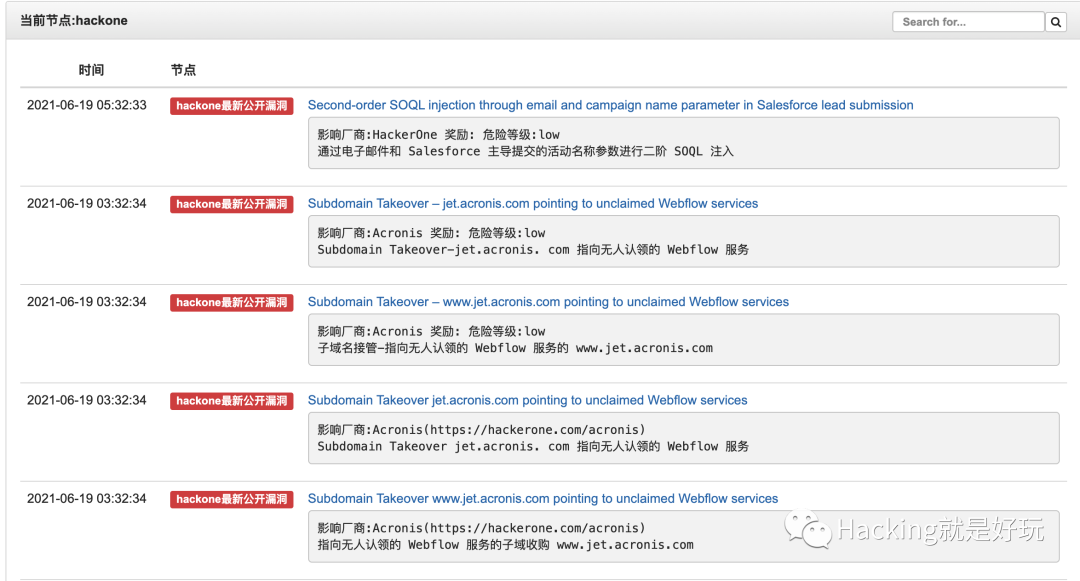 当前节点:hackone
Search for...
时间 节点
2021-06-19 05:32:33 hackone最新公开漏洞 Second-order SOQL injection through email and campaign name parameter in Salesforce lead submission
影响厂商:HackerOne 奖励: 危险等级:low
通过电子邮件和 Salesforce 主导提交的活动名称参数进行二阶 SOQL 注入
2021-06-19 03:32:34 hackone最新公开漏洞 Subdomain Takeover – jet.acronis.com pointing to unclaimed Webflow services
影响厂商:Acronis 奖励: 危险等级:low
Subdomain Takeover-jet.acronis. com 指向无人认领的 Webflow 服务
2021-06-19 03:32:34 hackone最新公开漏洞 Subdomain Takeover – www.jet.acronis.com pointing to unclaimed Webflow services
影响厂商:Acronis 奖励: 危险等级:low
子域名接管-指向无人认领的 Webflow 服务的 www.jet.acronis.com
2021-06-19 03:32:34 hackone最新公开漏洞 Subdomain Takeover jet.acronis.com pointing to unclaimed Webflow services
影响厂商:Acronis(https://hackerone.com/acronis)
Subdomain Takeover jet.acronis. com 指向无人认领的 Webflow 服务
2021-06-19 03:32:34 hackone最新公开漏洞 Subdomain Takeover www.jet.acronis.com pointing to unclaimed Webflow services
影响厂商:Acronis(https://hackerone.com/acronis)
指向无人认领的 Webflow 服务的子域收购 www.jet.acronis.com
Hacking就是好玩